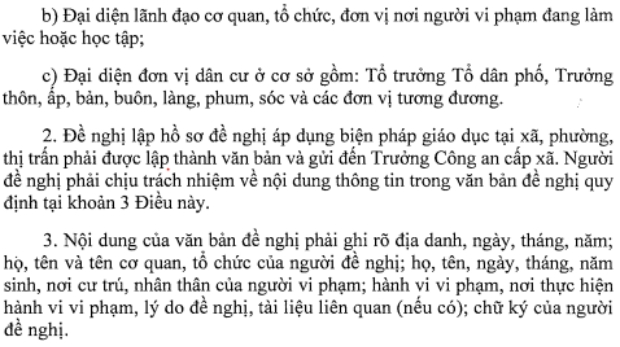 b) Đại diện lãnh đạo cơ quan, tổ chức, đơn vị nơi người vi phạm đang làm
việc hoặc học tập;
c) Đại diện đơn vị dân cư ở cơ sở gồm: Tổ trưởng Tổ dân phố, Trưởng
thôn, ấp, bản, buôn, làng, phum, sóc và các đơn vị tương đương.
2. Đề nghị lập hồ sơ đề nghị áp dụng biện pháp giáo dục tại xã, phường,
thị trấn phải được lập thành văn bản và gửi đến Trưởng Công an cấp xã. Người
đề nghị phải chịu trách nhiệm về nội dung thông tin trong văn bản đề nghị quy
định tại khoản 3 Điều này.
3. Nội dung của văn bản đề nghị phải ghi rõ địa danh, ngày, tháng, năm;
họ, tên và tên cơ quan, tổ chức của người đề nghị; họ, tên, ngày, tháng, năm
sinh, nơi cư trú, nhân thân của người vi phạm; hành vi vi phạm, nơi thực hiện
hành vi vi phạm, lý do đề nghị, tài liệu liên quan (nếu có); chữ ký của người
đề nghị.